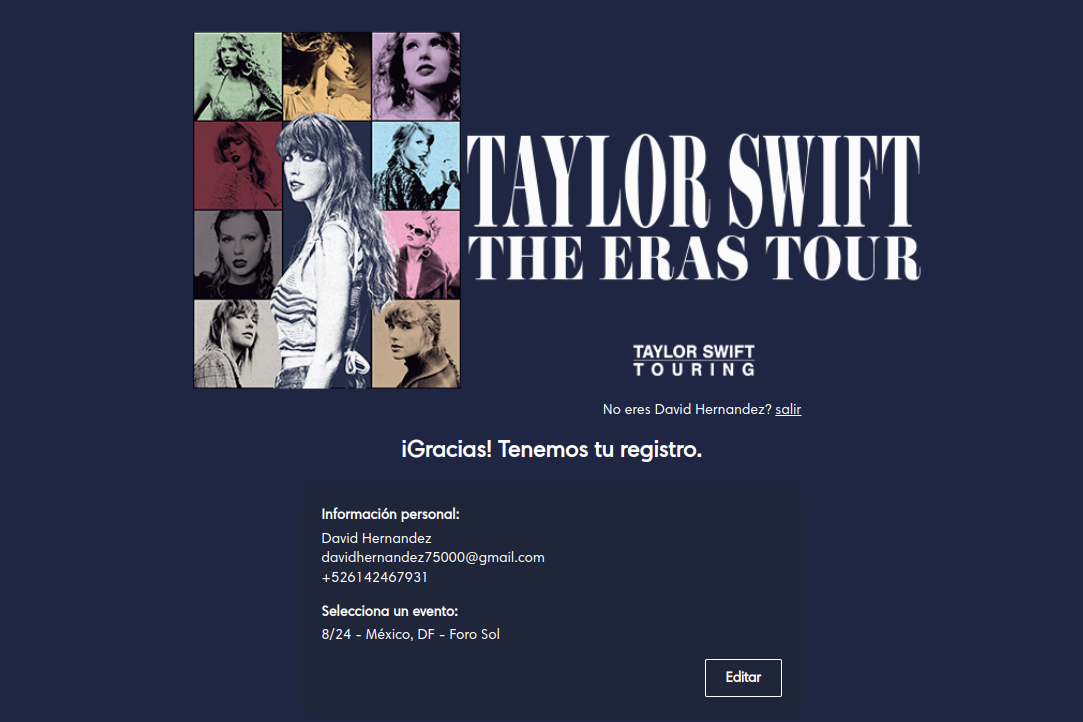 TAYLOR SWIFT
THE ERAS TOUR
TAYLOR SWIFT
TOURING
No eres David Hernandez? salir
¡Gracias! Tenemos tu registro.
Información personal:
David Hernandez
davidhernandez75000@gmail.com
+526142467931
Selecciona un evento:
8/24 - México, DF - Foro Sol
Editar